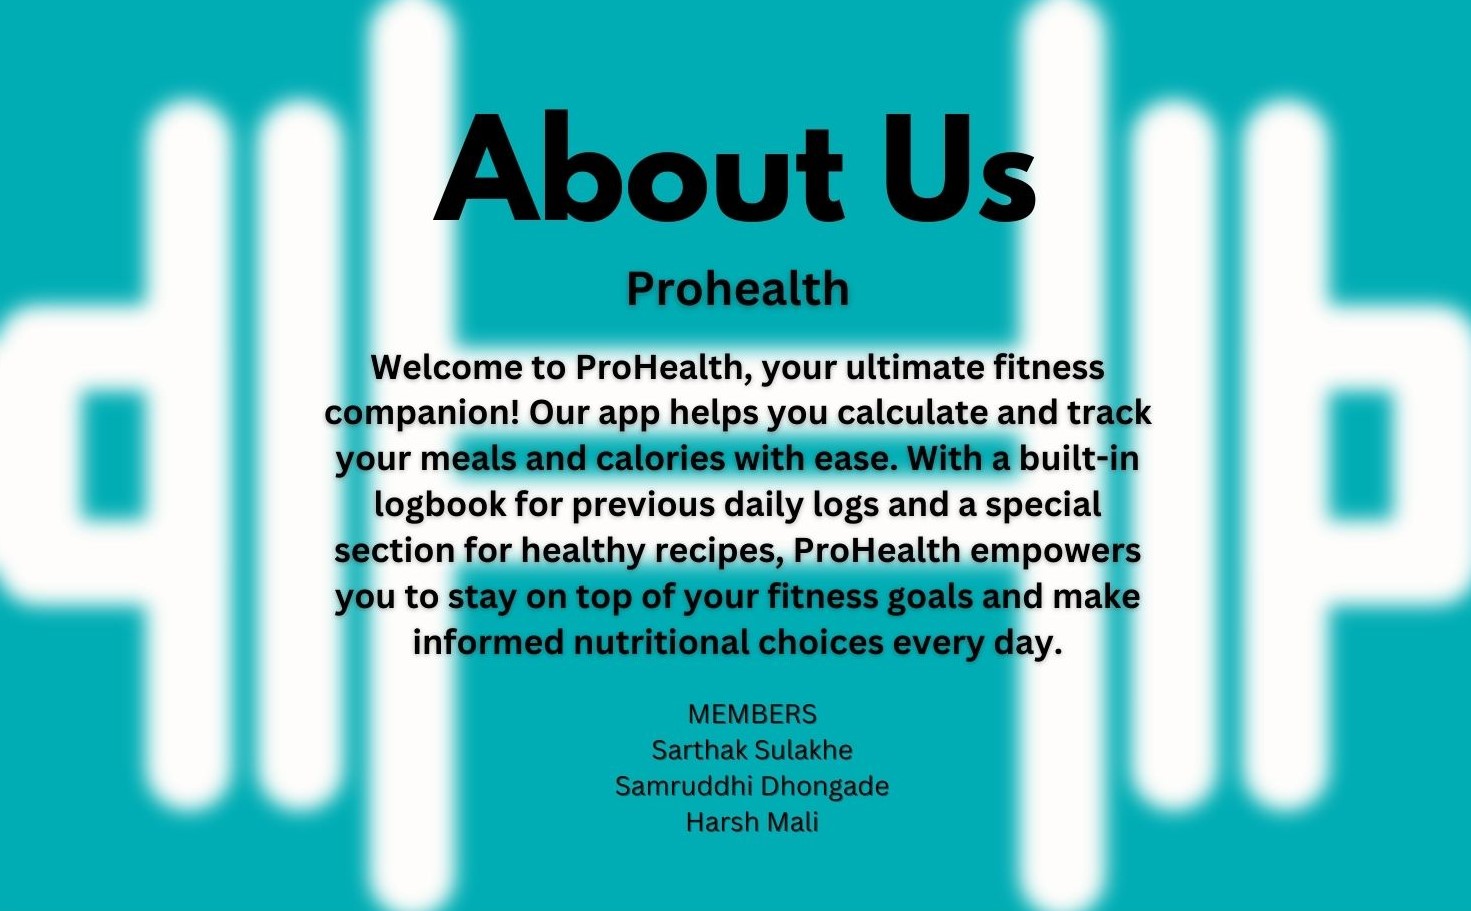 About Us
Prohealth
Welcome to ProHealth, your ultimate fitness
companion! Our app helps you calculate and track
your meals and calories with ease. With a built-in
logbook for previous daily logs and a special
section for healthy recipes, ProHealth empowers
you to stay on top of your fitness goals and make
informed nutritional choices every day.
MEMBERS
Sarthak Sulakhe
Samruddhi Dhongade
Harsh Mali